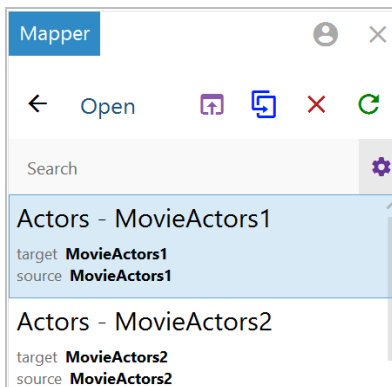 Mapper
Open
Search
Actors - MovieActors1
target MovieActors1
source MovieActors1
Actors - MovieActors2
target MovieActors2
source MovieActors2